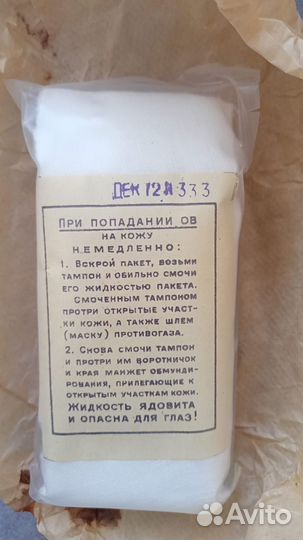 ДЕК 12Я 333
ПРИ ПОПАДАНИИ ОВ
НА КОЖУ
НЕМЕДЛЕННО:
1. Вскрой пакет, возьми
тампон и обильно смочи
его жидкостью пакета.
Смоченным тампоном
протри открытые участ-
ки кожи, а также шлем
(маску) противогаза.
2. Снова смочи тампон
и протри им воротничок
и края манжет обмунди-
рования, прилегающие к
открытым участкам кожи.
Жидкость ядовита
и опасна для глаз!
Avito